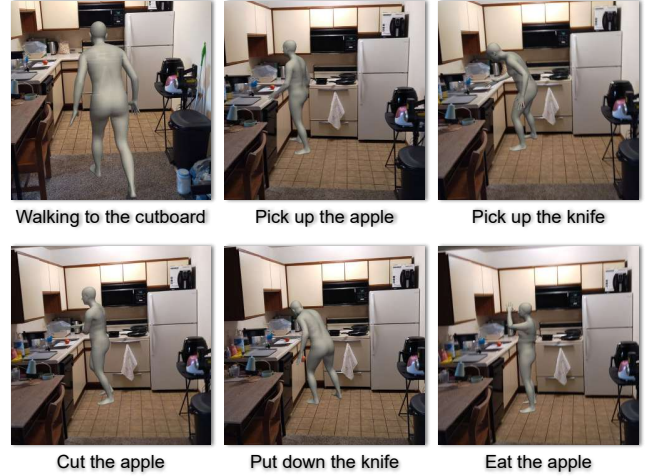 Walking to the cutboard
Pick up the apple
Pick up the knife
Cut the apple
Put down the knife
Eat the apple